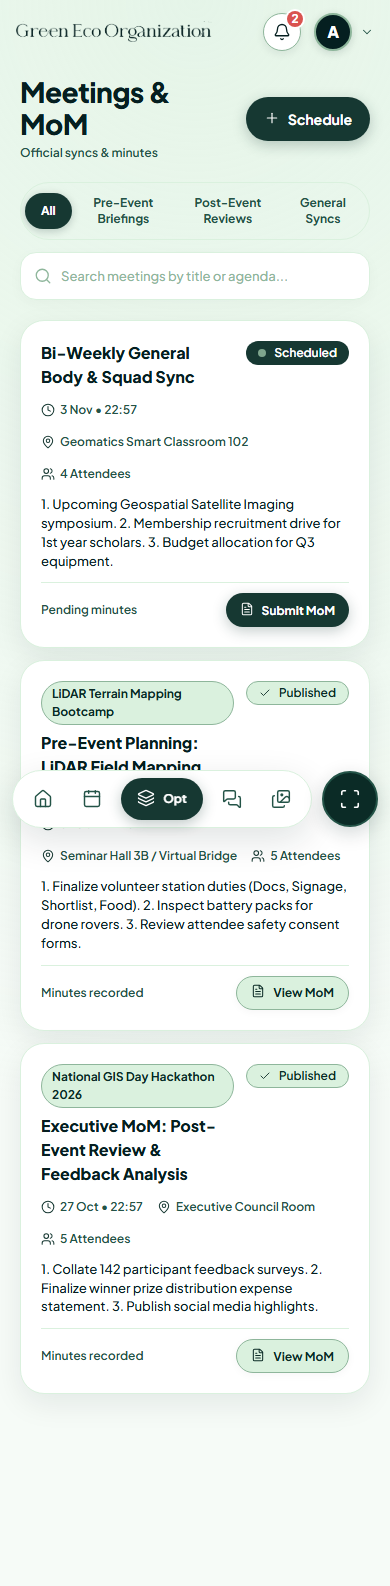 Green Eco Organization
2
A
Meetings &
MoM
Official syncs & minutes
+ Schedule
All
Pre-Event
Briefings
Post-Event
Reviews
General
Syncs
Search meetings by title or agenda...
Bi-Weekly General
Body & Squad Sync
Scheduled
3 Nov • 22:57
Geomatics Smart Classroom 102
4 Attendees
1. Upcoming Geospatial Satellite Imaging
symposium. 2. Membership recruitment drive for
1st year scholars. 3. Budget allocation for Q3
equipment.
Pending minutes
Submit MoM
LiDAR Terrain Mapping
Bootcamp
Published
Pre-Event Planning:
LiDAR Field Mapping
Opt
Seminar Hall 3B / Virtual Bridge
5 Attendees
1. Finalize volunteer station duties (Docs, Signage,
Shortlist, Food). 2. Inspect battery packs for
drone rovers. 3. Review attendee safety consent
forms.
Minutes recorded
View MoM
National GIS Day Hackathon
2026
Published
Executive MoM: Post-
Event Review &
Feedback Analysis
27 Oct • 22:57
Executive Council Room
5 Attendees
1. Collate 142 participant feedback surveys. 2.
Finalize winner prize distribution expense
statement. 3. Publish social media highlights.
Minutes recorded
View MoM